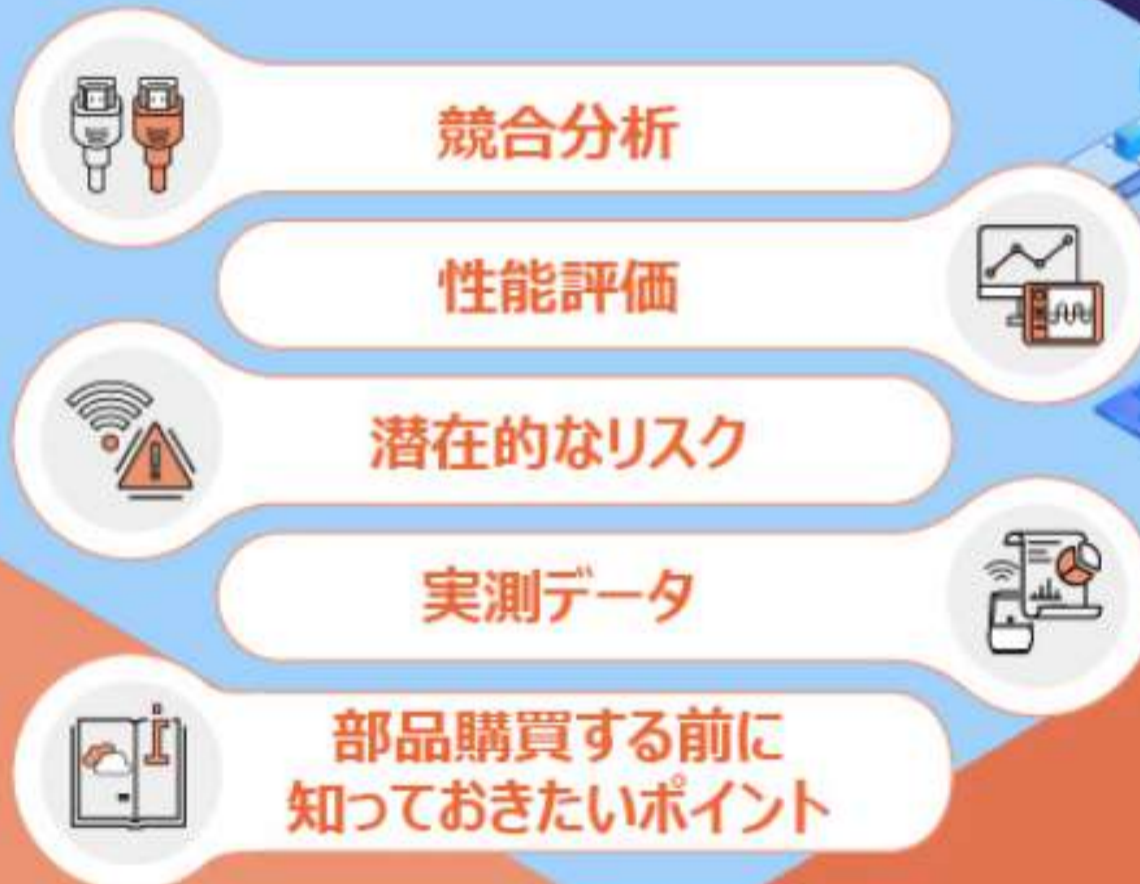 競合分析
性能評価
潜在的なリスク
実測データ
部品購買する前に
知っておきたいポイント